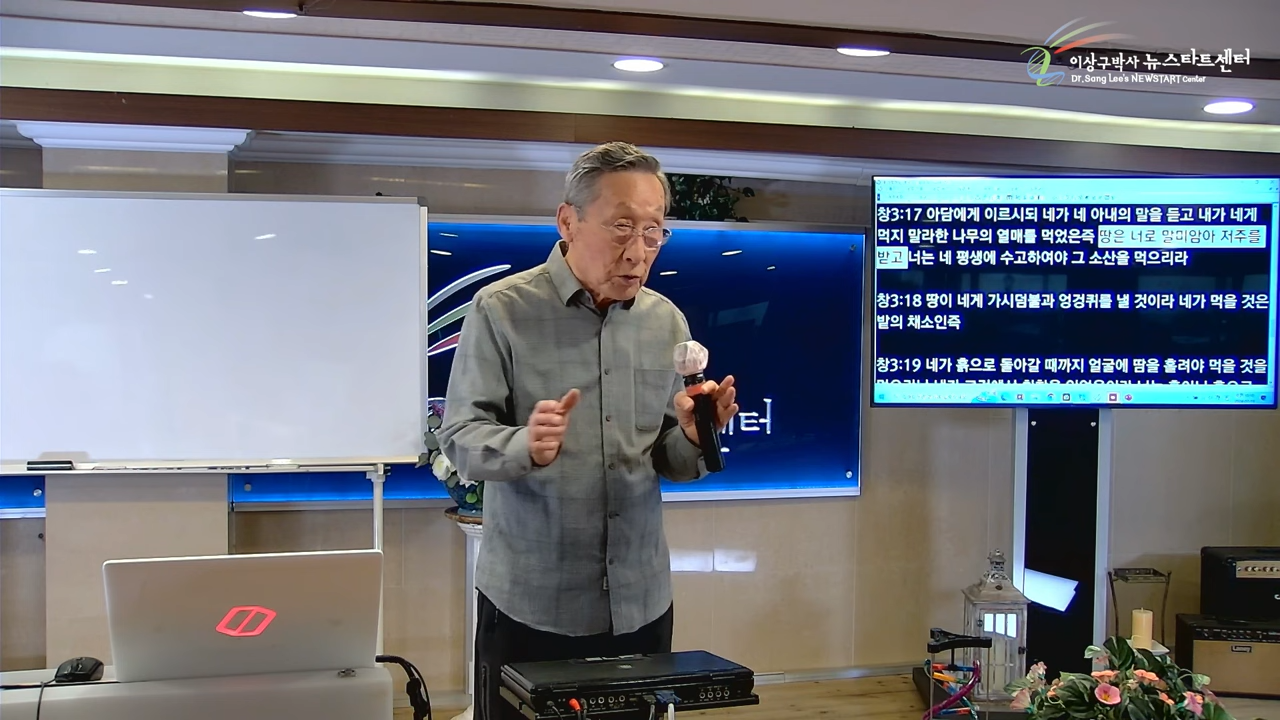 이상구박사 뉴스타트센터
Dr. Sang Lee's NEWSTART Center
창3:17 아담에게 이르시되 네가 네 아내의 말을 듣고 내가 네게
먹지 말라한 나무의 열매를 먹었은즉 땅은 너로 말미암아 저주를
받고 너는 네 평생에 수고하여야 그 소산을 먹으리라
창3:18 땅이 네게 가시덤불과 엉겅퀴를 낼 것이라 네가 먹을 것은
밭의 채소인즉
창3:19 네가 흙으로 돌아갈 때까지 얼굴에 땀을 흘려야 먹을 것을
센터
Laney